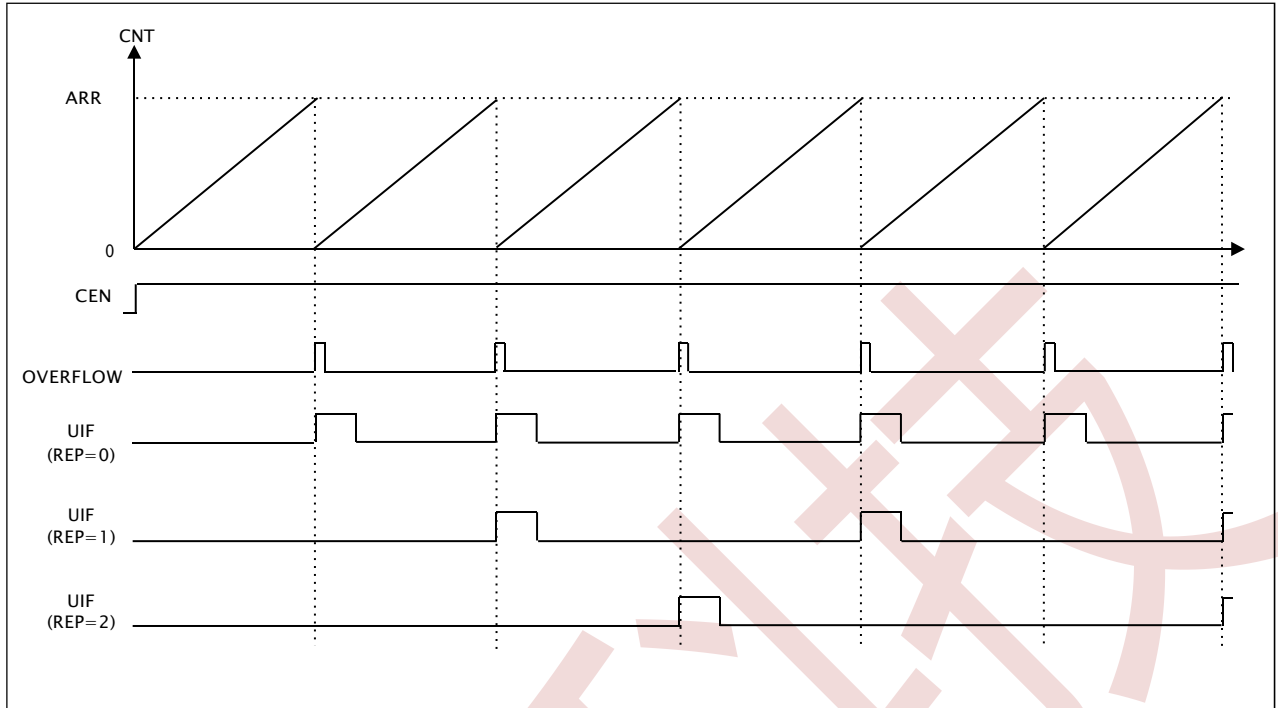 CNT
ARR
0
CEN
OVERFLOW
UIF
(REP=0)
UIF
(REP=1)
UIF
(REP=2)